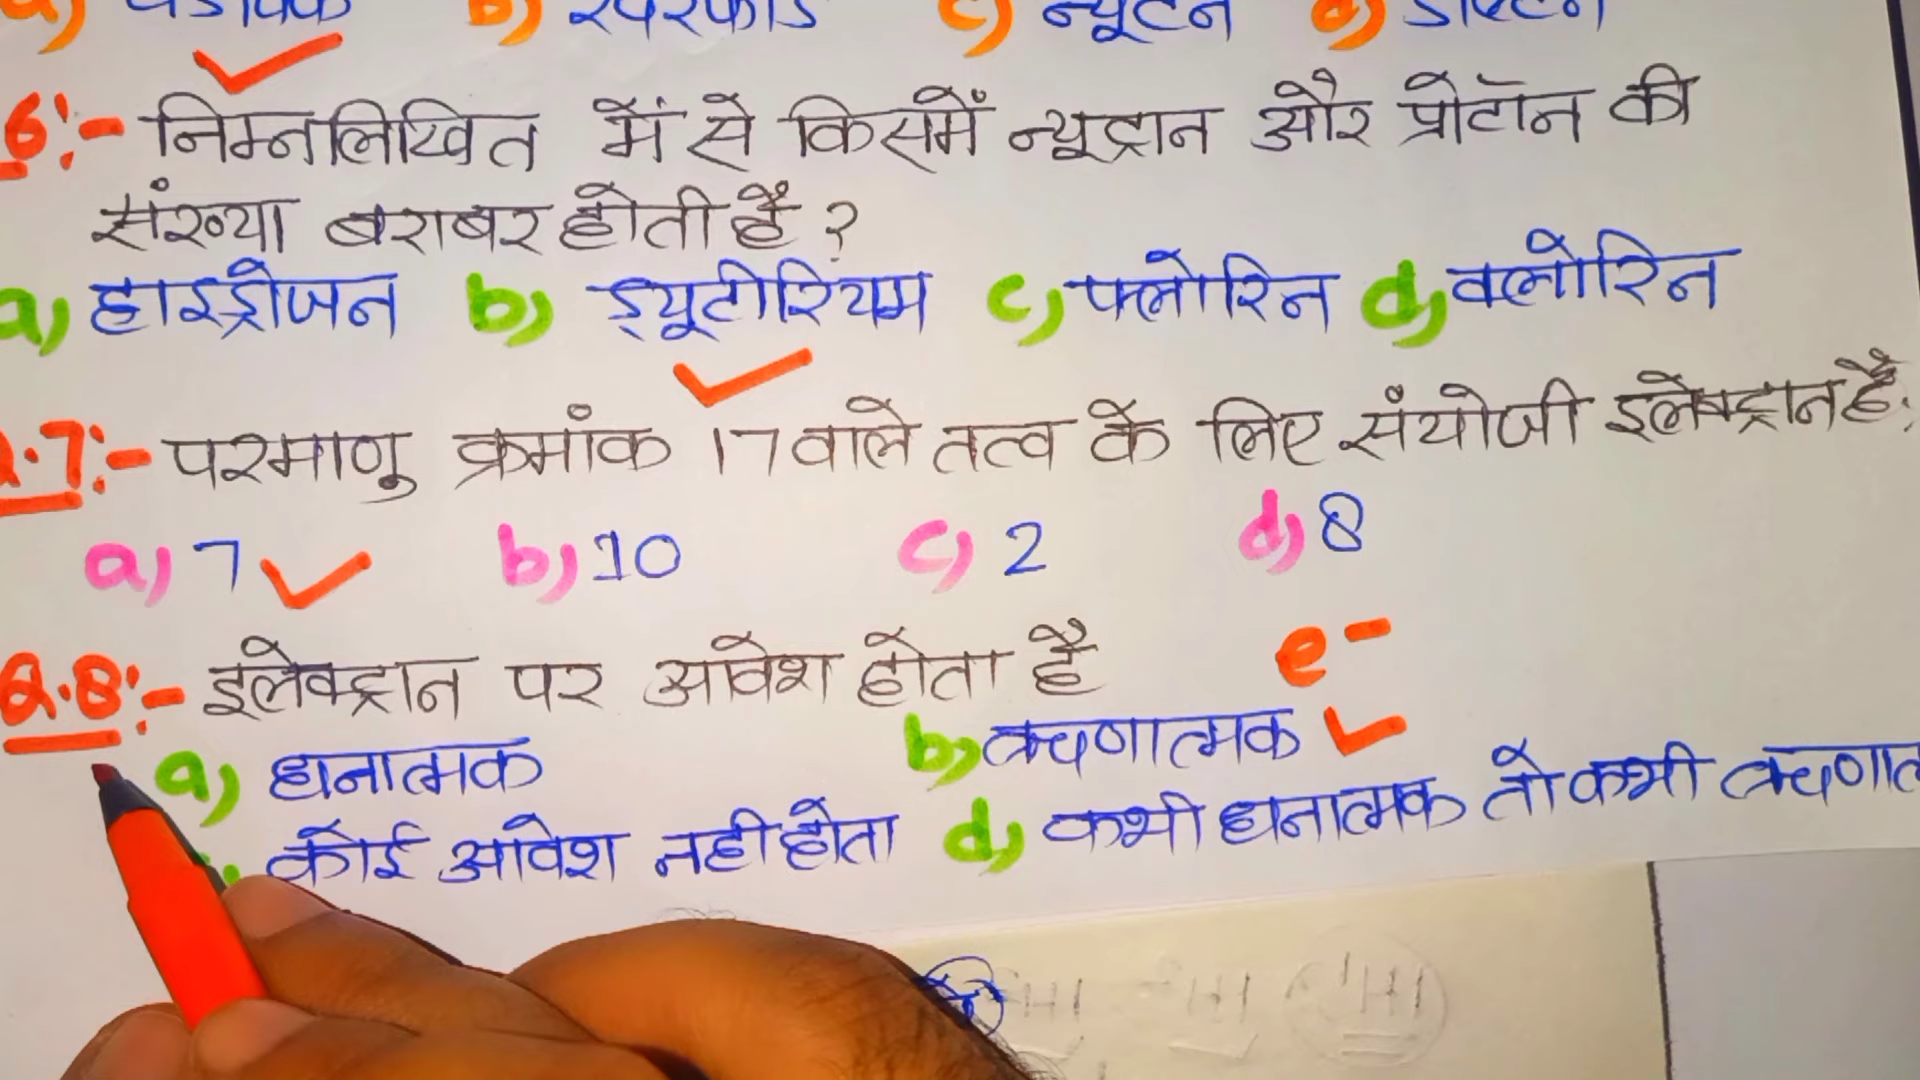 b) c) न्यूटन
6:- निम्नलिखित में से किसमें न्यूट्रान और प्रोटॉन की
संख्या बराबर होती है?
a) हाइड्रोजन b) ड्यूटीरियम c) फ्लोरिन d) क्लोरिन
Q.7:- परमाणु क्रमांक 17 वाले तत्व के लिए संयोजी इलेक्ट्रान है.
a) 7 b) 10 c) 2 d) 8
Q.8:- इलेक्ट्रान पर आवेश होता है e-
a) धनात्मक b) ऋणात्मक
कोई आवेश नही होता d) कभी धनात्मक तो कभी